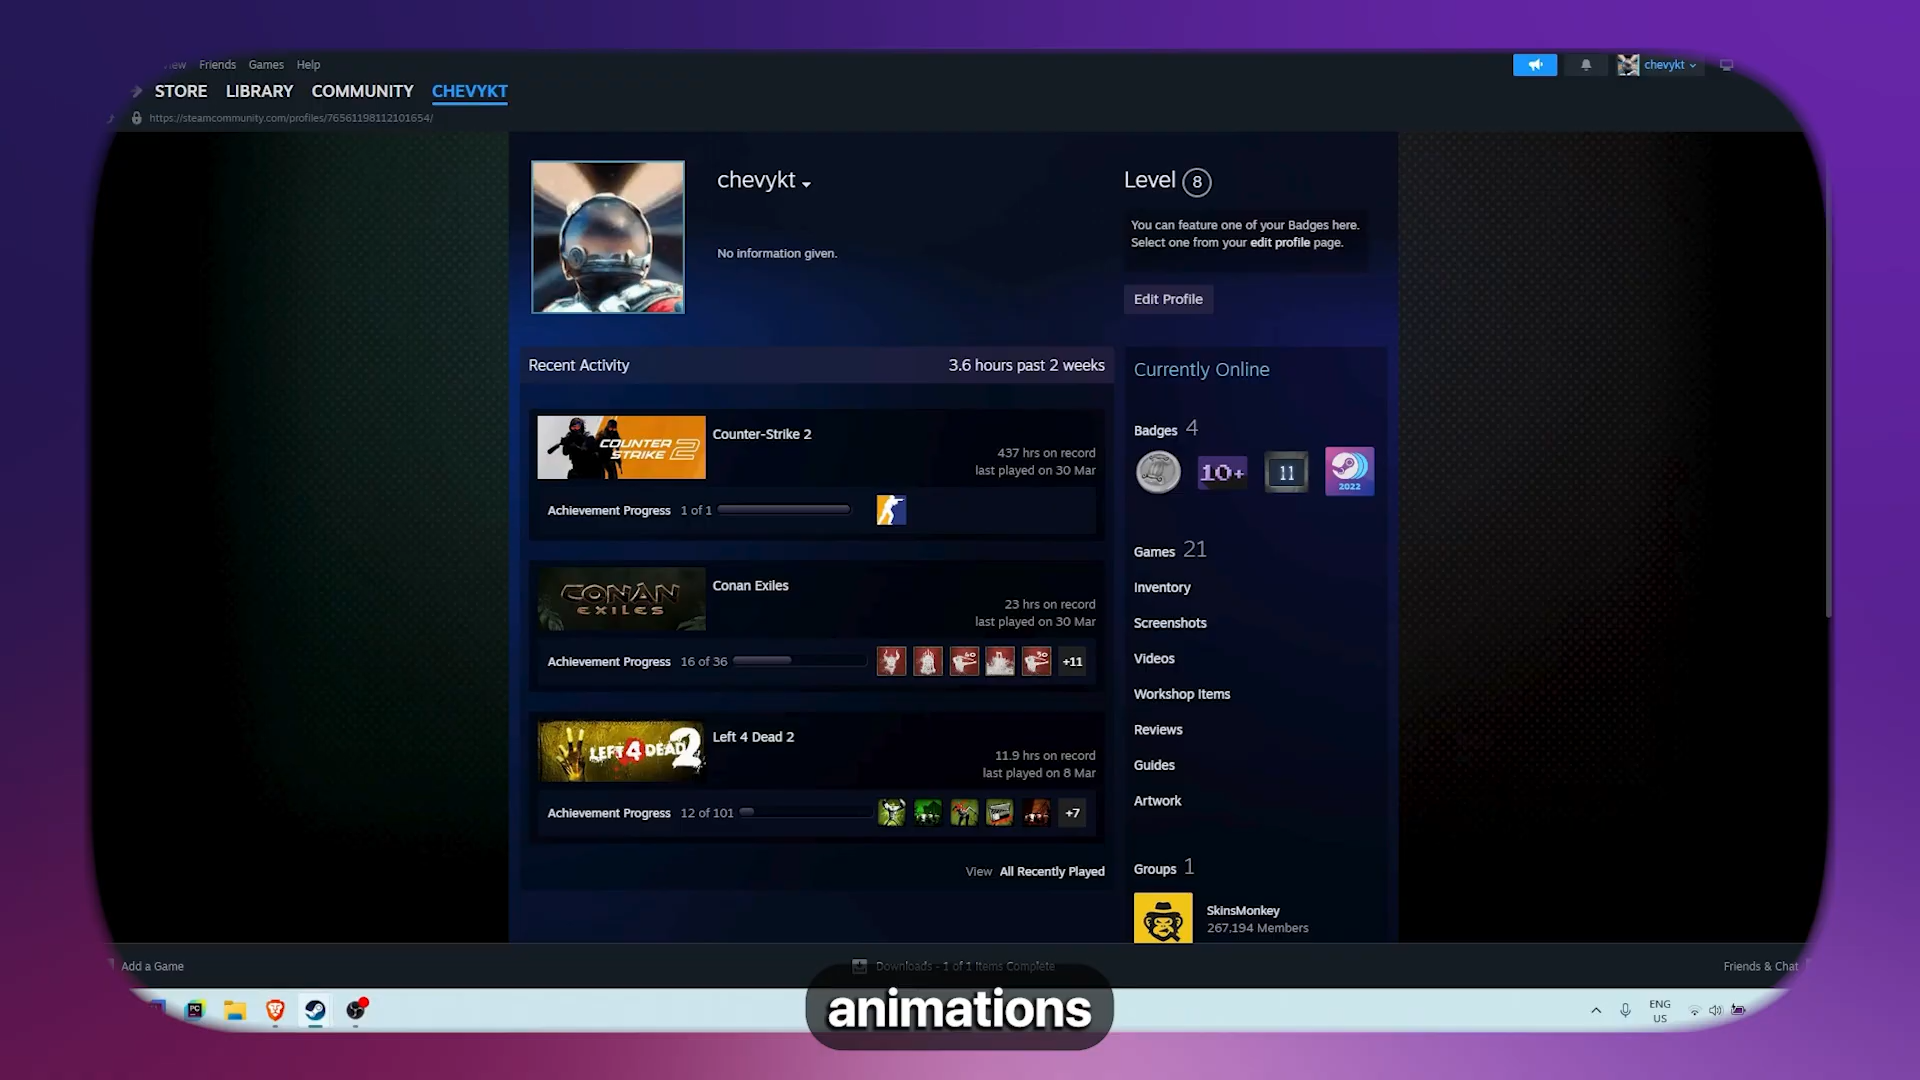 Friends Games Help
chevykt
STORE LIBRARY COMMUNITY CHEVYKT
https://steamcommunity.com/profiles/76561198112101654/
chevykt
No information given.
Level 8
You can feature one of your Badges here.
Select one from your edit profile page.
Edit Profile
Recent Activity 3.6 hours past 2 weeks
COUNTER
STRIKE 2
Counter-Strike 2
437 hrs on record
last played on 30 Mar
Achievement Progress 1 of 1
CONAN
EXILES
Conan Exiles
23 hrs on record
last played on 30 Mar
Achievement Progress 16 of 36
+11
LEFT 4 DEAD 2
Left 4 Dead 2
11.9 hrs on record
last played on 8 Mar
Achievement Progress 12 of 101
+7
View All Recently Played
Currently Online
Badges 4
10+
11
2022
Games 21
Inventory
Screenshots
Videos
Workshop Items
Reviews
Guides
Artwork
Groups 1
SkinsMonkey
267,194 Members
Add a Game
Downloads - 1 of 1 Items Complete
Friends & Chat
animations
PC
ENG
US